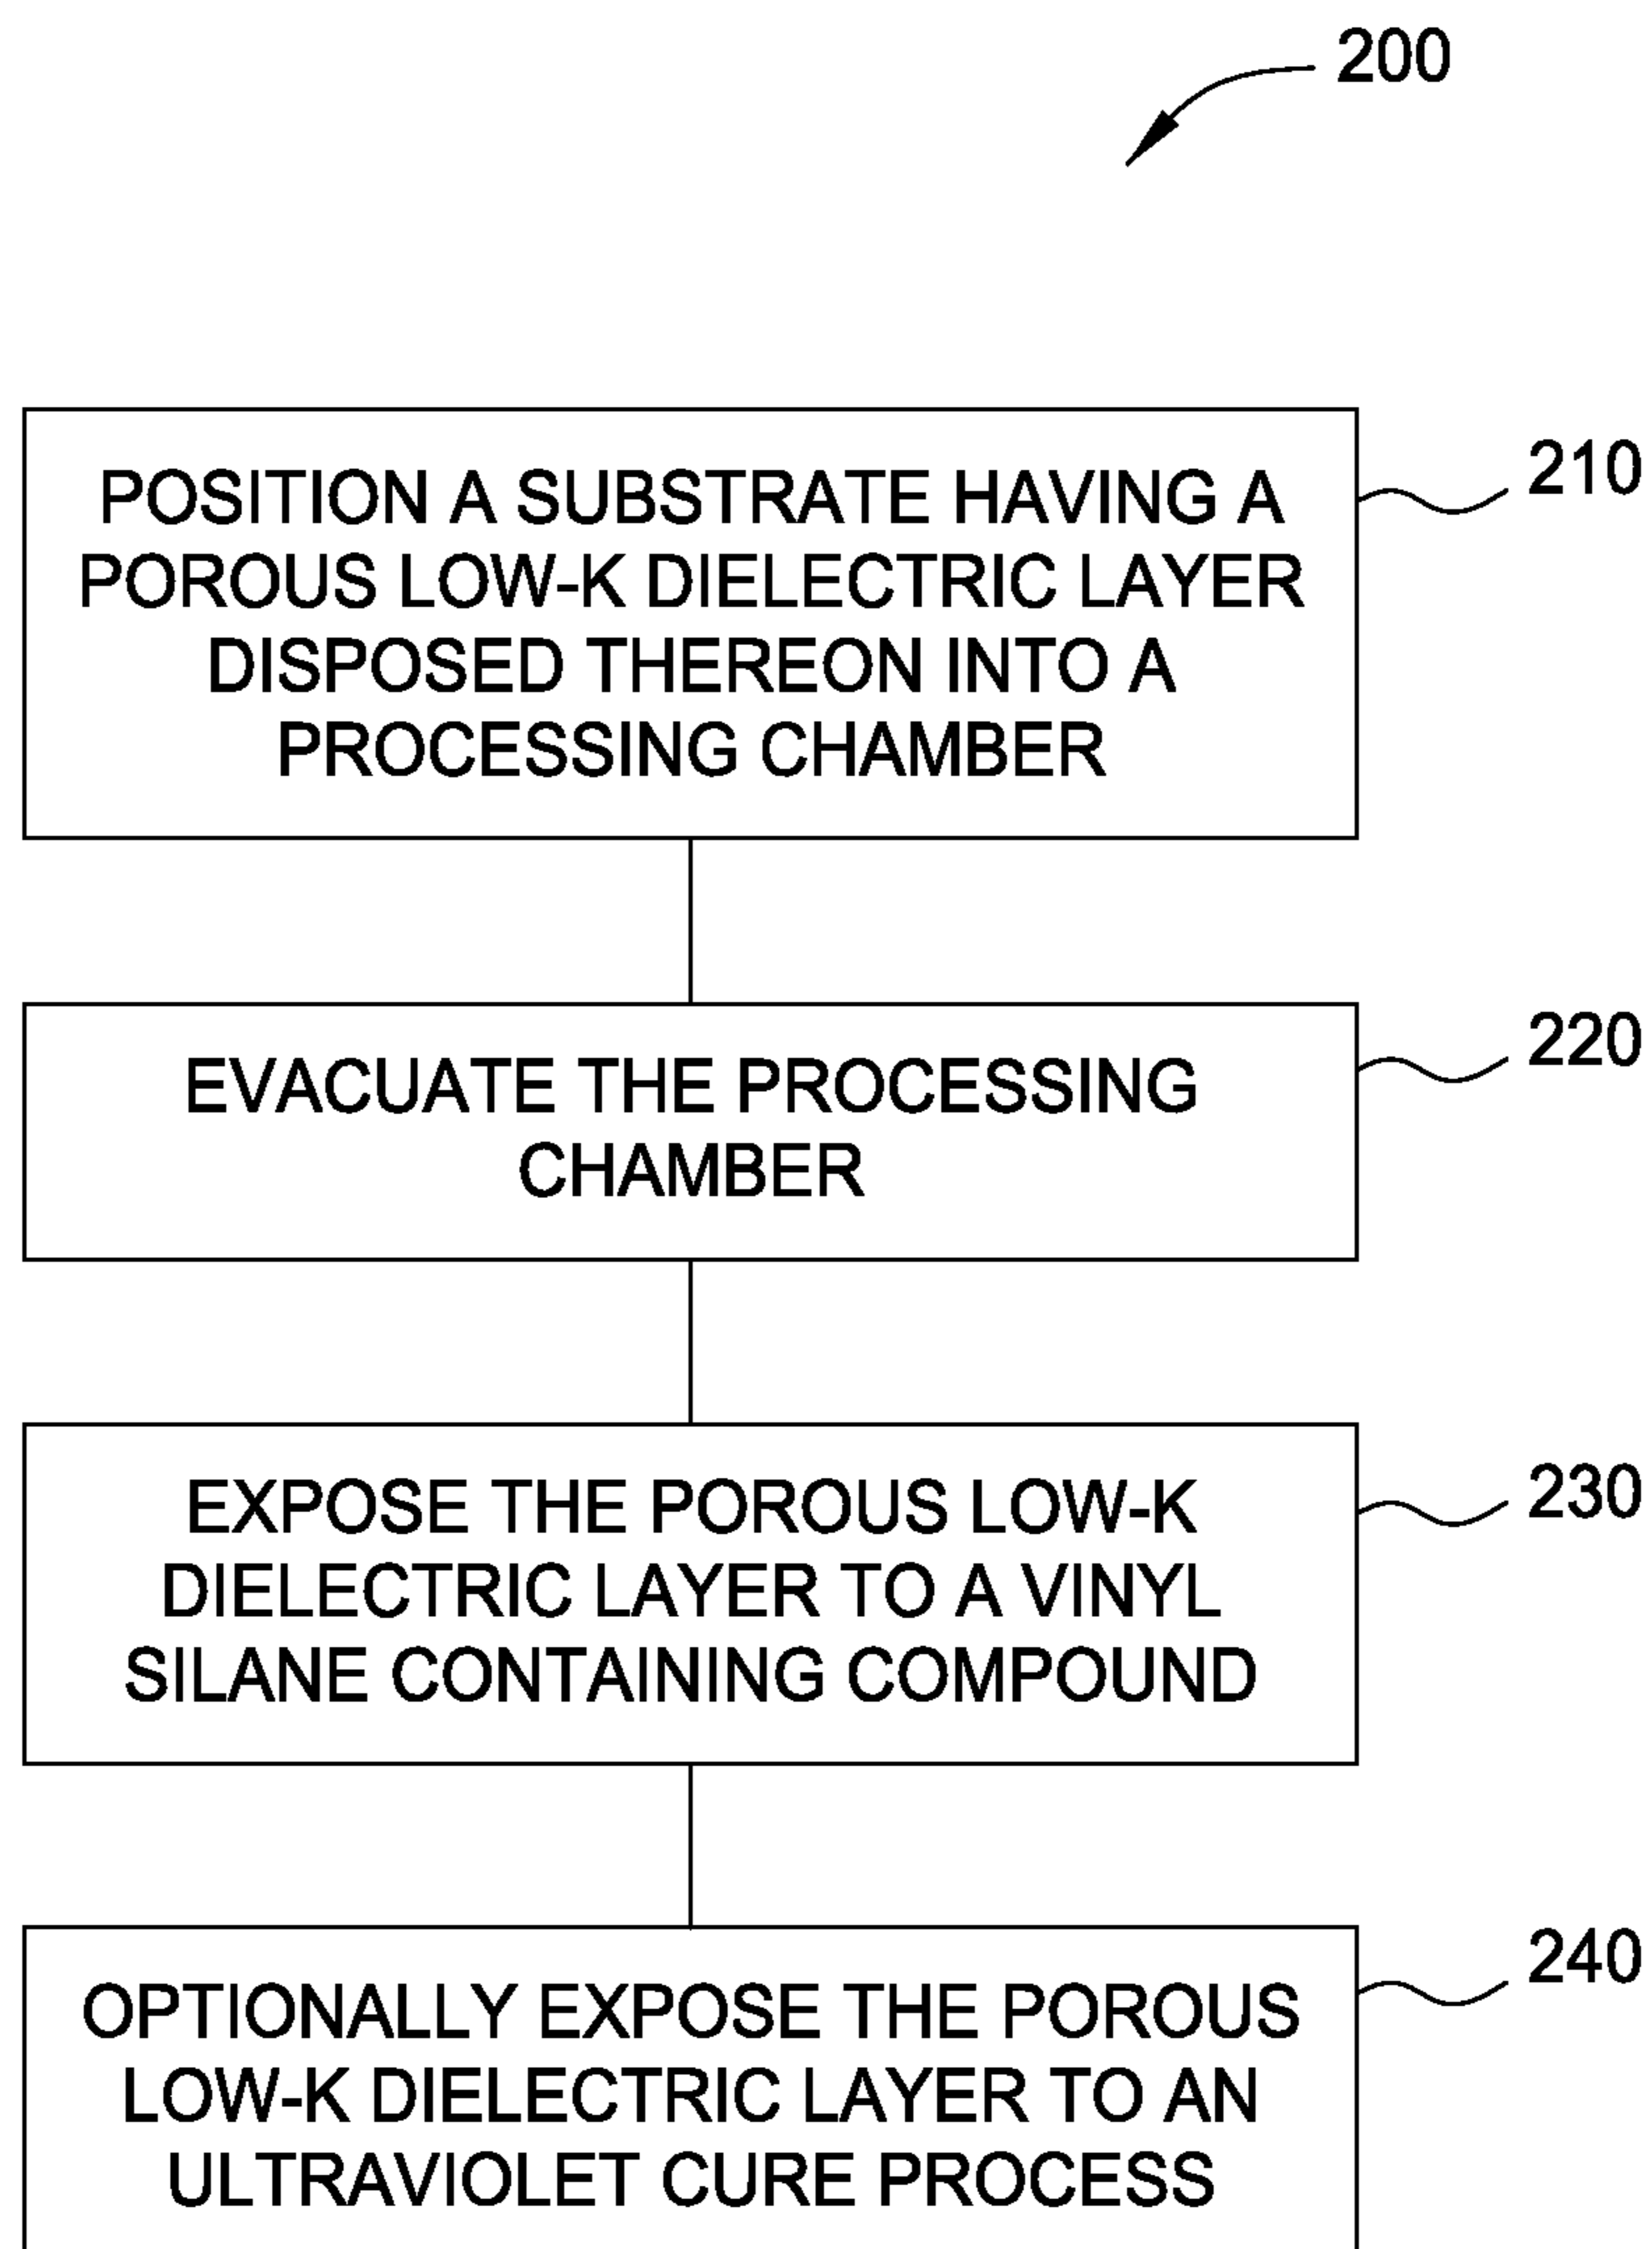 200
POSITION A SUBSTRATE HAVING A
POROUS LOW-K DIELECTRIC LAYER
DISPOSED THEREON INTO A
PROCESSING CHAMBER
210
EVACUATE THE PROCESSING
CHAMBER
220
EXPOSE THE POROUS LOW-K
DIELECTRIC LAYER TO A VINYL
SILANE CONTAINING COMPOUND
230
OPTIONALLY EXPOSE THE POROUS
LOW-K DIELECTRIC LAYER TO AN
ULTRAVIOLET CURE PROCESS
240